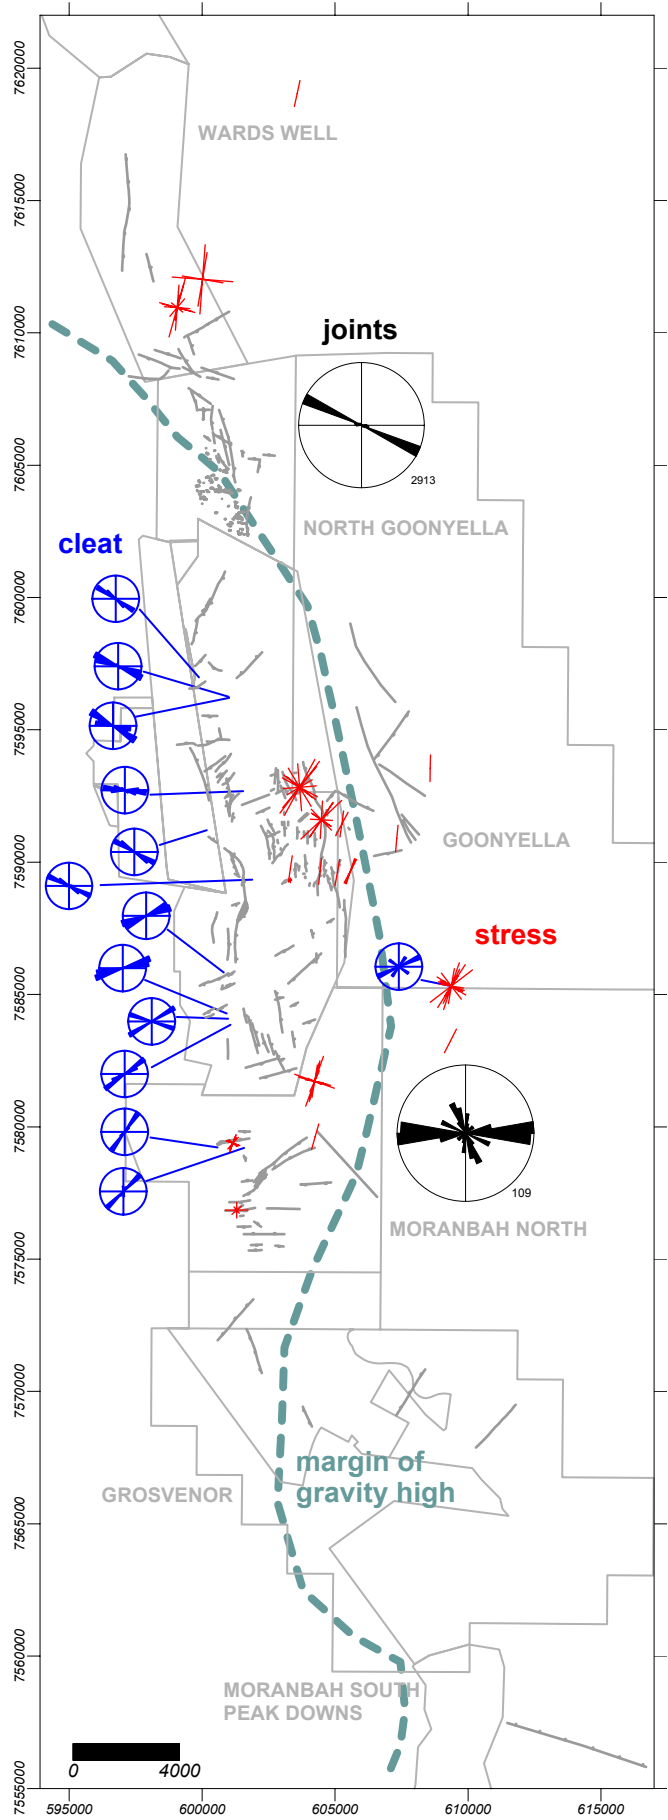 7620000
WARDS WELL
7615000
7610000
joints
2913
7605000
NORTH GOONYELLA
cleat
7600000
7595000
GOONYELLA
7590000
stress
7585000
7580000
109
MORANBAH NORTH
7575000
7570000
margin of
gravity high
GROSVENOR
7565000
7560000
MORANBAH SOUTH
PEAK DOWNS
0
4000
7555000
595000
600000
605000
610000
615000